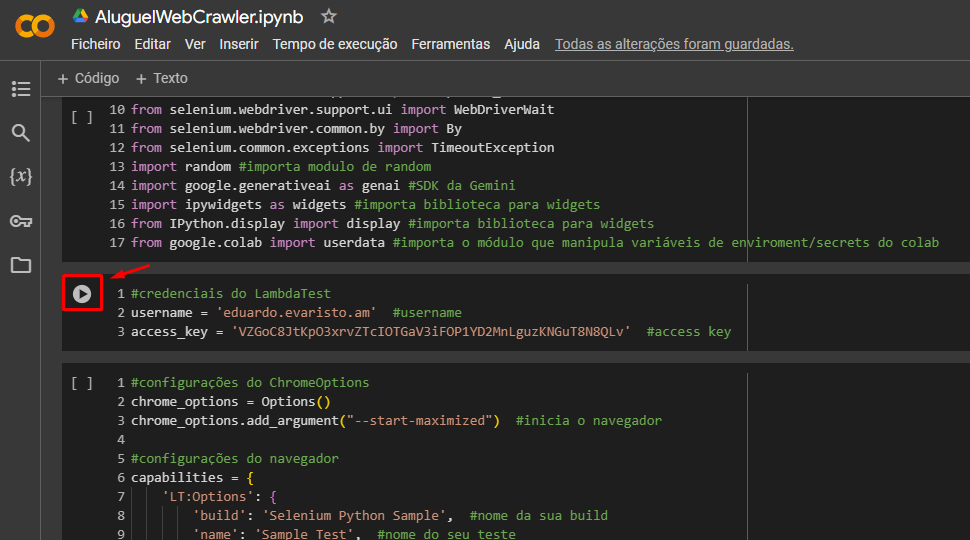 AluguelWebCrawler.ipynb
Ficheiro Editar Ver Inserir Tempo de execução Ferramentas Ajuda Todas as alterações foram guardadas.
+ Código + Texto
[ ]
10 from selenium.webdriver.support.ui import WebDriverWait
11 from selenium.webdriver.common.by import By
12 from selenium.common.exceptions import TimeoutException
13 import random #importa modulo de random
14 import google.generativeai as genai #SDK da Gemini
15 import ipywidgets as widgets #importa biblioteca para widgets
16 from IPython.display import display #importa biblioteca para widgets
17 from google.colab import userdata #importa o módulo que manipula variáveis de enviroment/secrets do colab
1 #credenciais do LambdaTest
2 username = 'eduardo.evaristo.am' #username
3 access_key = 'VZGoC8JtKpO3xrvZTcIOTGaV3iFOP1YD2MnLguzKNGuT8N8QLv' #access key
[ ]
1 #configurações do ChromeOptions
2 chrome_options = Options()
3 chrome_options.add_argument("--start-maximized") #inicia o navegador
4
5 #configurações do navegador
6 capabilities = {
7 'LT:Options': {
8 'build': 'Selenium Python Sample', #nome da sua build
9 'name': 'Sample Test', #nome do seu teste